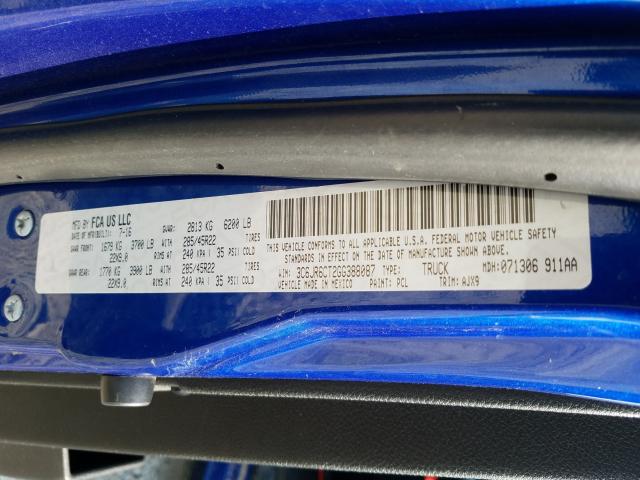 MFD BY FCA US LLC
DATE OF MFR(BUILD): 7-16 GVWR: 2813 KG 6200 LB
GAWR FRONT: 1679 KG 3700 LB WITH 285/45R22 TIRES
22X9.0 RIMS AT 240 KPA ( 35 PSI) COLD
GAWR REAR: 1770 KG 3900 LB WITH 285/45R22 TIRES
22X9.0 RIMS AT 240 KPA ( 35 PSI) COLD
THIS VEHICLE CONFORMS TO ALL APPLICABLE U.S.A. FEDERAL MOTOR VEHICLE SAFETY
STANDARDS IN EFFECT ON THE DATE OF MANUFACTURE SHOWN ABOVE.
VIN: 3C6JR6CT2GG388087 TYPE: TRUCK MDH: 071306 911AA
VEHICLE MADE IN MEXICO PAINT: PCL TRIM: AJX9